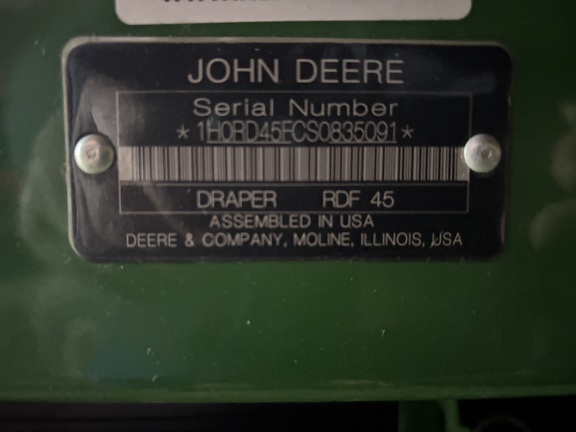 JOHN DEERE
Serial Number
*1H0RD45FCS0835091*
DRAPER RDF 45
ASSEMBLED IN USA
DEERE & COMPANY, MOLINE, ILLINOIS, USA